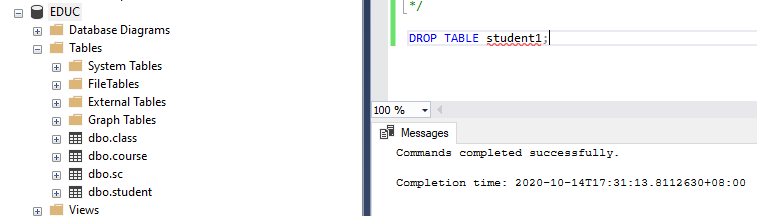 EDUC
Database Diagrams
Tables
System Tables
FileTables
External Tables
Graph Tables
dbo.class
dbo.course
dbo.sc
dbo.student
Views
*/
DROP TABLE student1;
100 %
Messages
Commands completed successfully.
Completion time: 2020-10-14T17:31:13.8112630+08:00